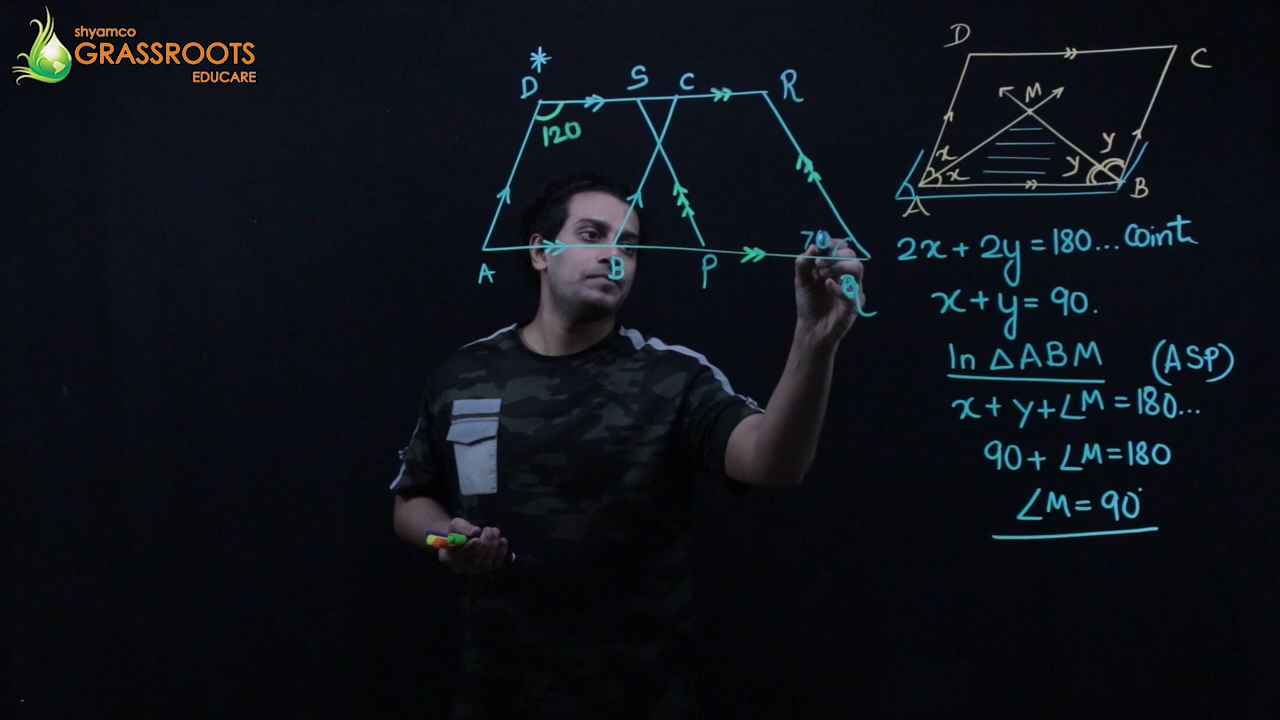 shyamco
GRASSROOTS
EDUCARE
*
D S C R
120
70
A B P Q
D C
M
x x y y
A B
2x + 2y = 180... coint
x + y = 90.
In △ABM (ASP)
x + y + ∠M = 180...
90 + ∠M = 180
∠M = 90°